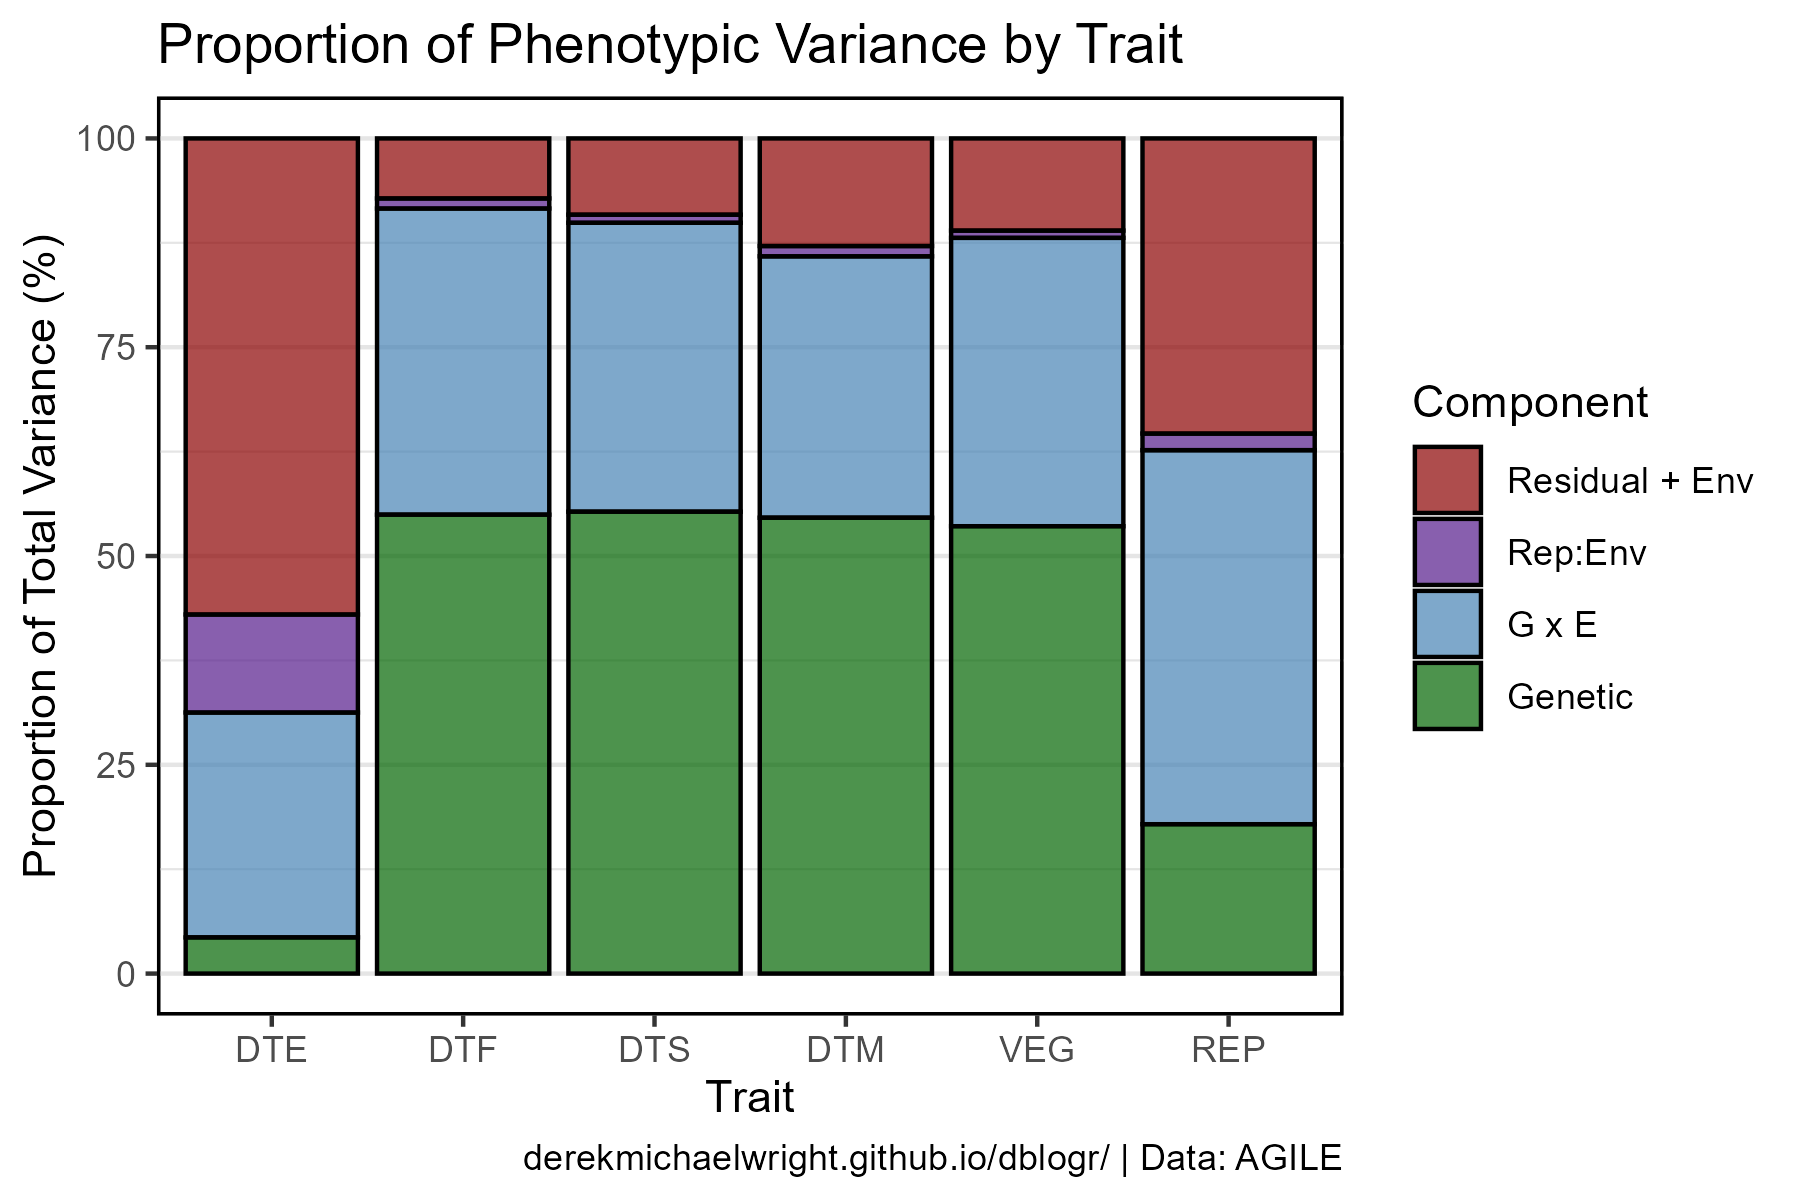 Proportion of Phenotypic Variance by Trait
Proportion of Total Variance (%)
100
75
50
25
0
DTE DTF DTS DTM VEG REP
Trait
Component
Residual + Env
Rep:Env
G x E
Genetic
derekmichaelwright.github.io/dblogr/ | Data: AGILE